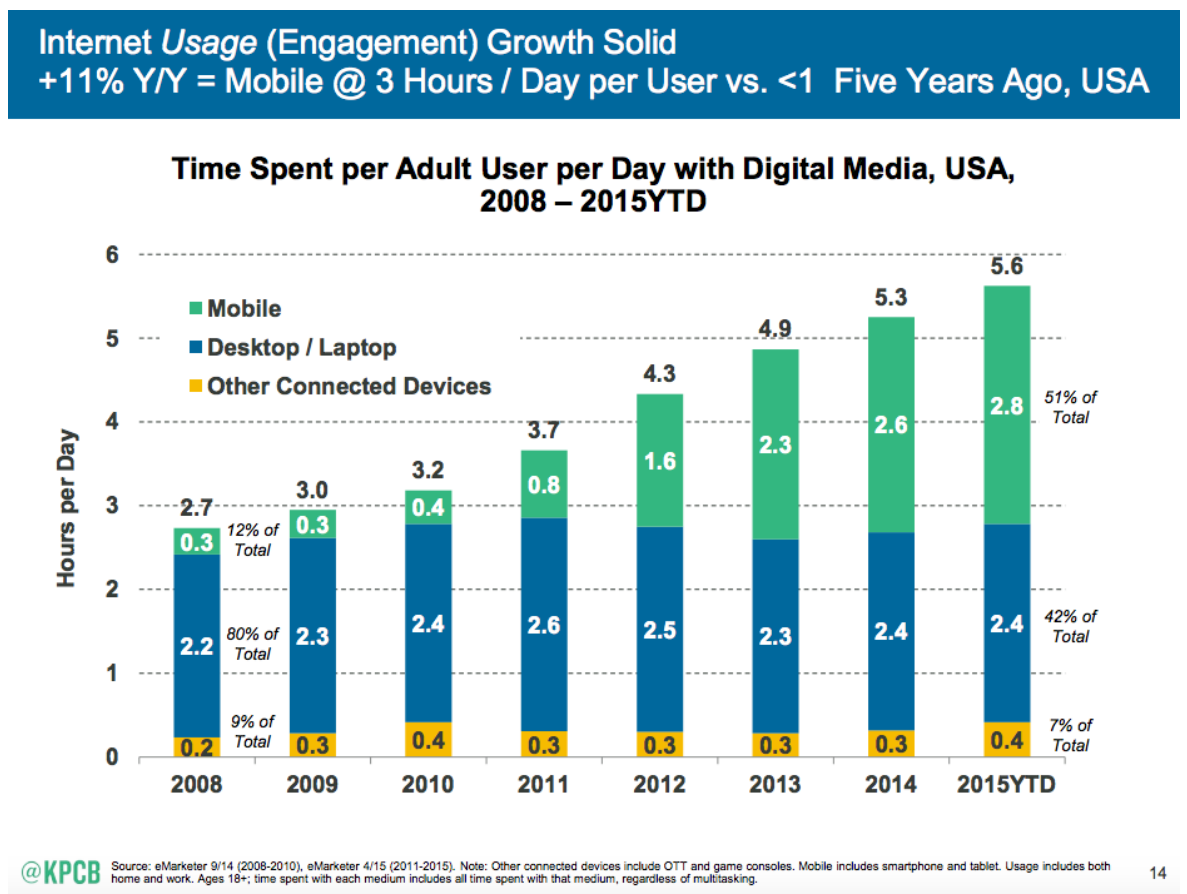 Internet Usage (Engagement) Growth Solid
+11% Y/Y = Mobile @ 3 Hours / Day per User vs. <1 Five Years Ago, USA
Time Spent per Adult User per Day with Digital Media, USA,
2008 – 2015YTD
Hours per Day
6
5
4
3
2
1
0
Mobile
Desktop / Laptop
Other Connected Devices
2.7
0.3
2.2
0.2
12% of
Total
80% of
Total
9% of
Total
3.0
0.3
2.3
0.3
3.2
0.4
2.4
0.4
3.7
0.8
2.6
0.3
4.3
1.6
2.5
0.3
4.9
2.3
2.3
0.3
5.3
2.6
2.4
0.3
5.6
2.8
2.4
0.4
51% of
Total
42% of
Total
7% of
Total
2008 2009 2010 2011 2012 2013 2014 2015YTD
@KPCB
Source: eMarketer 9/14 (2008-2010), eMarketer 4/15 (2011-2015). Note: Other connected devices include OTT and game consoles. Mobile includes smartphone and tablet. Usage includes both
home and work. Ages 18+; time spent with each medium includes all time spent with that medium, regardless of multitasking.
14